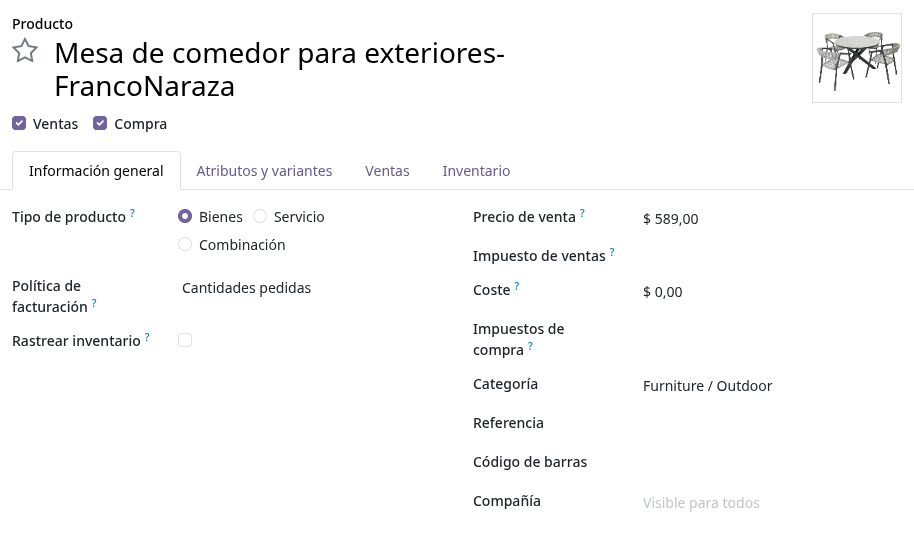 Producto
Mesa de comedor para exteriores-
FrancoNaraza
Ventas Compra
Información general Atributos y variantes Ventas Inventario
Tipo de producto ? Bienes Servicio
Combinación
Política de
facturación ? Cantidades pedidas
Rastrear inventario ?
Precio de venta ? $ 589,00
Impuesto de ventas ?
Coste ? $ 0,00
Impuestos de
compra ?
Categoría Furniture / Outdoor
Referencia
Código de barras
Compañía Visible para todos